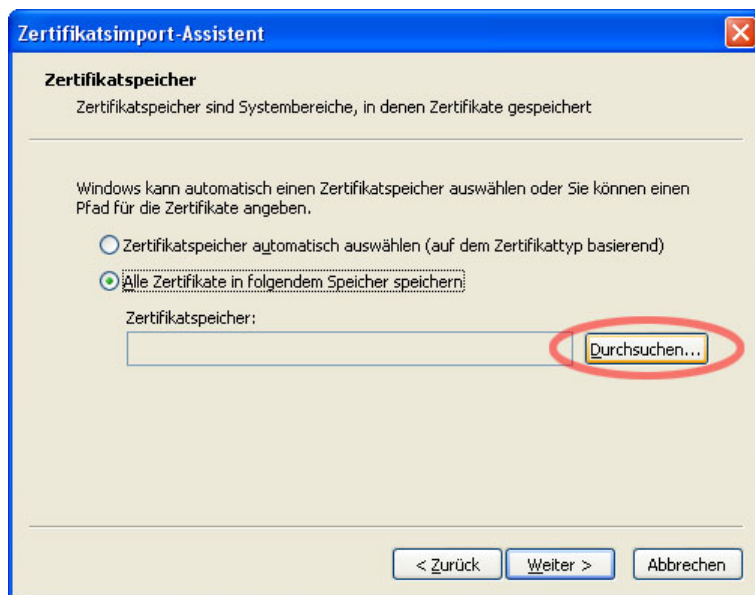 Zertifikatsimport-Assistent
Zertifikatspeicher
Zertifikatspeicher sind Systembereiche, in denen Zertifikate gespeichert
Windows kann automatisch einen Zertifikatspeicher auswählen oder Sie können einen
Pfad für die Zertifikate angeben.
Zertifikatspeicher automatisch auswählen (auf dem Zertifikattyp basierend)
Alle Zertifikate in folgendem Speicher speichern
Zertifikatspeicher:
Durchsuchen...
< Zurück Weiter > Abbrechen